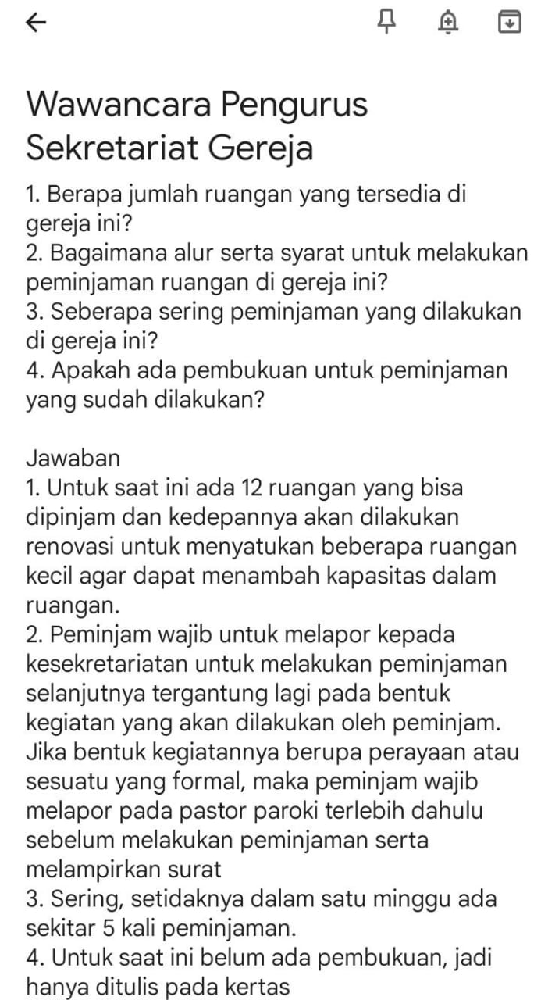 Wawancara Pengurus
Sekretariat Gereja
1. Berapa jumlah ruangan yang tersedia di
gereja ini?
2. Bagaimana alur serta syarat untuk melakukan
peminjaman ruangan di gereja ini?
3. Seberapa sering peminjaman yang dilakukan
di gereja ini?
4. Apakah ada pembukuan untuk peminjaman
yang sudah dilakukan?
Jawaban
1. Untuk saat ini ada 12 ruangan yang bisa
dipinjam dan kedepannya akan dilakukan
renovasi untuk menyatukan beberapa ruangan
kecil agar dapat menambah kapasitas dalam
ruangan.
2. Peminjam wajib untuk melapor kepada
kesekretariatan untuk melakukan peminjaman
selanjutnya tergantung lagi pada bentuk
kegiatan yang akan dilakukan oleh peminjam.
Jika bentuk kegiatannya berupa perayaan atau
sesuatu yang formal, maka peminjam wajib
melapor pada pastor paroki terlebih dahulu
sebelum melakukan peminjaman serta
melampirkan surat
3. Sering, setidaknya dalam satu minggu ada
sekitar 5 kali peminjaman.
4. Untuk saat ini belum ada pembukuan, jadi
hanya ditulis pada kertas